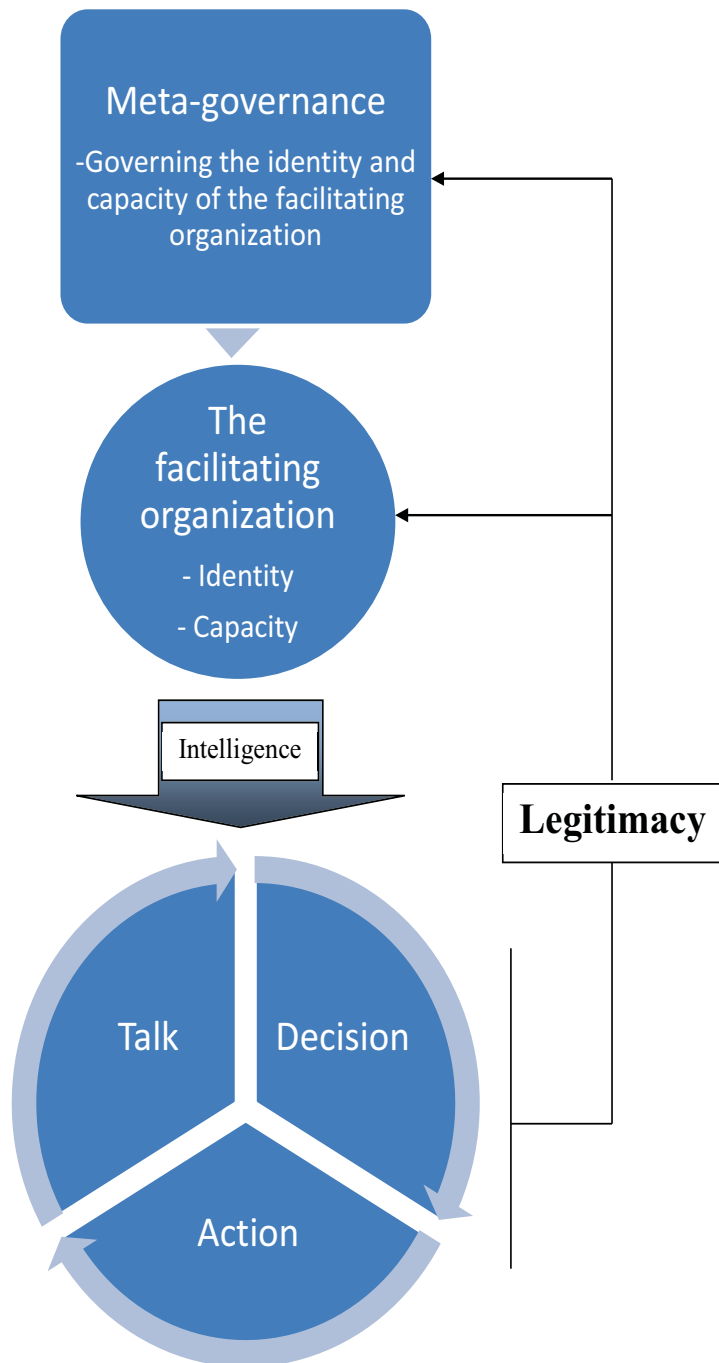 Meta-governance
-Governing the identity and
capacity of the facilitating
organization
The
facilitating
organization
- Identity
- Capacity
Intelligence
Legitimacy
Talk
Decision
Action